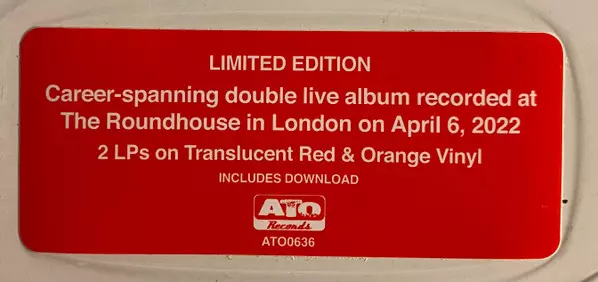 LIMITED EDITION
Career-spanning double live album recorded at
The Roundhouse in London on April 6, 2022
2 LPs on Translucent Red & Orange Vinyl
INCLUDES DOWNLOAD
ATO
Records
ATO0636